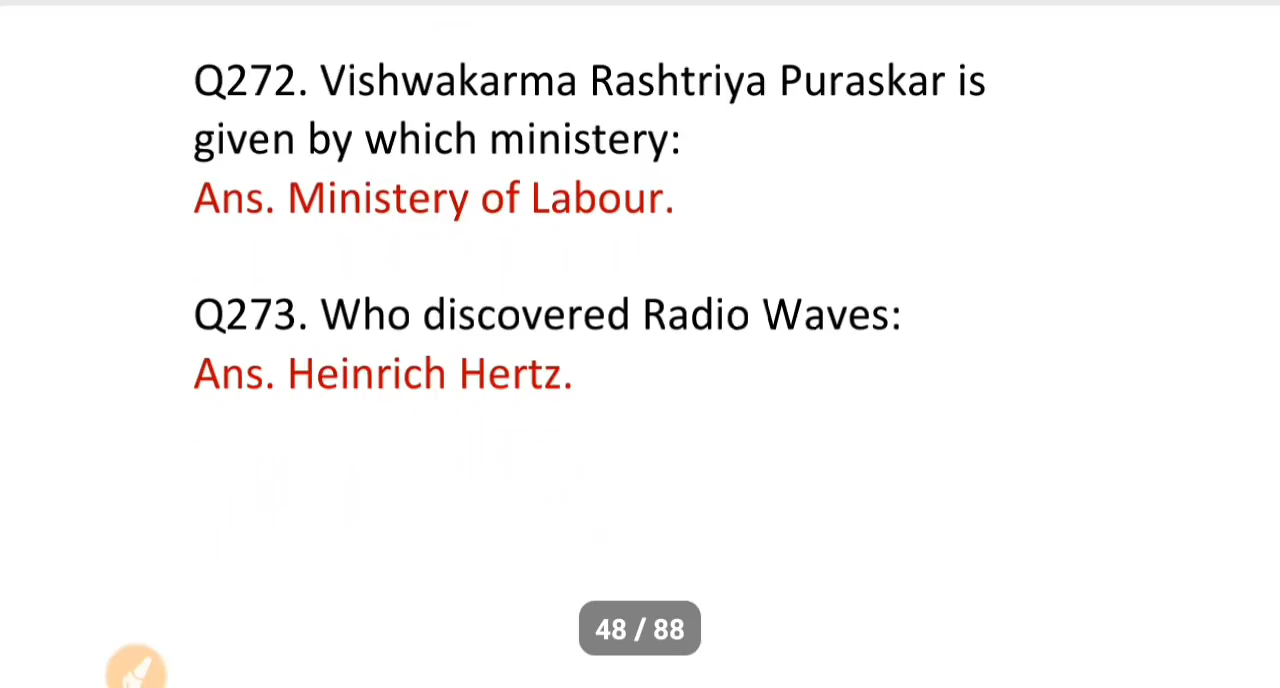 Q272. Vishwakarma Rashtriya Puraskar is
given by which ministery:
Ans. Ministery of Labour.
Q273. Who discovered Radio Waves:
Ans. Heinrich Hertz.
48 / 88